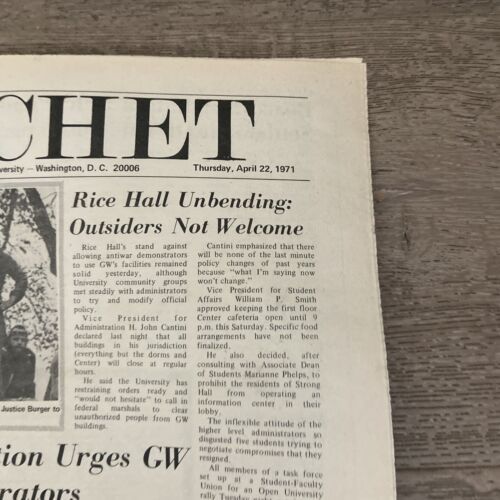 CHET
versity — Washington, D. C. 20006 Thursday, April 22, 1971
Rice Hall Unbending:
Outsiders Not Welcome
Rice Hall's stand against
allowing antiwar demonstrators
to use GW's facilities remained
solid yesterday, although
University community groups
met steadily with administrators
to try and modify official
policy.
Vice President for
Administration H. John Cantini
declared last night that all
buildings in his jurisdiction
(everything but the dorms and
Center) will close at regular
hours.
He said the University has
restraining orders ready and
"would not hesitate" to call in
federal marshals to clear
unauthorized people from GW
buildings.
Cantini emphasized that there
will be none of the last minute
policy changes of past years
because "what I'm saying now
won't change."
Vice President for Student
Affairs William P. Smith
approved keeping the first floor
Center cafeteria open until 9
p.m. this Saturday. Specific food
arrangements have not been
finalized.
He also decided, after
consulting with Associate Dean
of Students Marianne Phelps, to
prohibit the residents of Strong
Hall from operating an
information center in their
lobby.
The inflexible attitude of the
higher level administrators so
disgusted five students trying to
negotiate compromises that they
resigned.
All members of a task force
set up at a Student-Faculty
Union for an Open University
rally Tuesday
Justice Burger to
tion Urges GW
rators